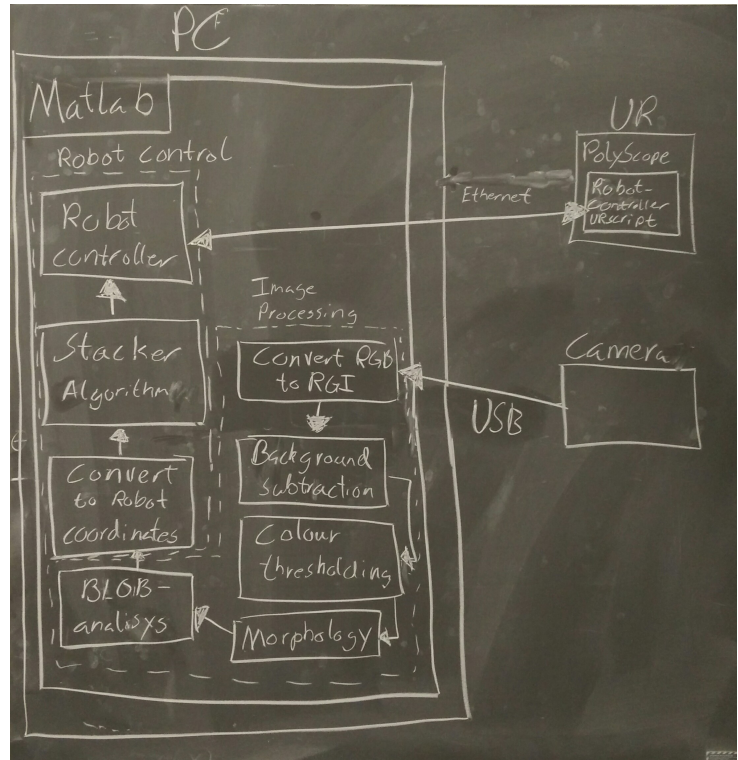 PC
Matlab
Robot Control
Robot
controller
Stacker
Algorithm
Convert
to Robot
coordinates
BLOB-
analisys
Image
Processing
Convert RGB
to RGI
Background
subtraction
Colour
thresholding
Morphology
Ethernet
USB
UR
PolyScope
Robot-
Controller
URscript
Camera